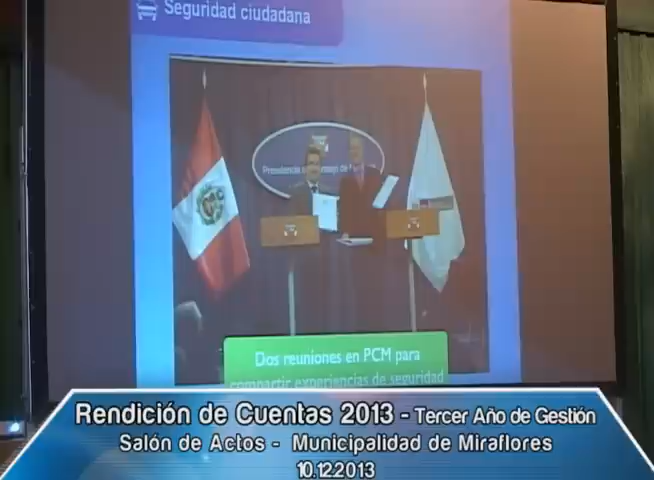 Seguridad ciudadana
Presidencia
Dos reuniones en PCM para
compartir experiencias de seguridad
Rendición de Cuentas 2013 - Tercer Año de Gestión
Salón de Actos - Municipalidad de Miraflores
10.12.2013